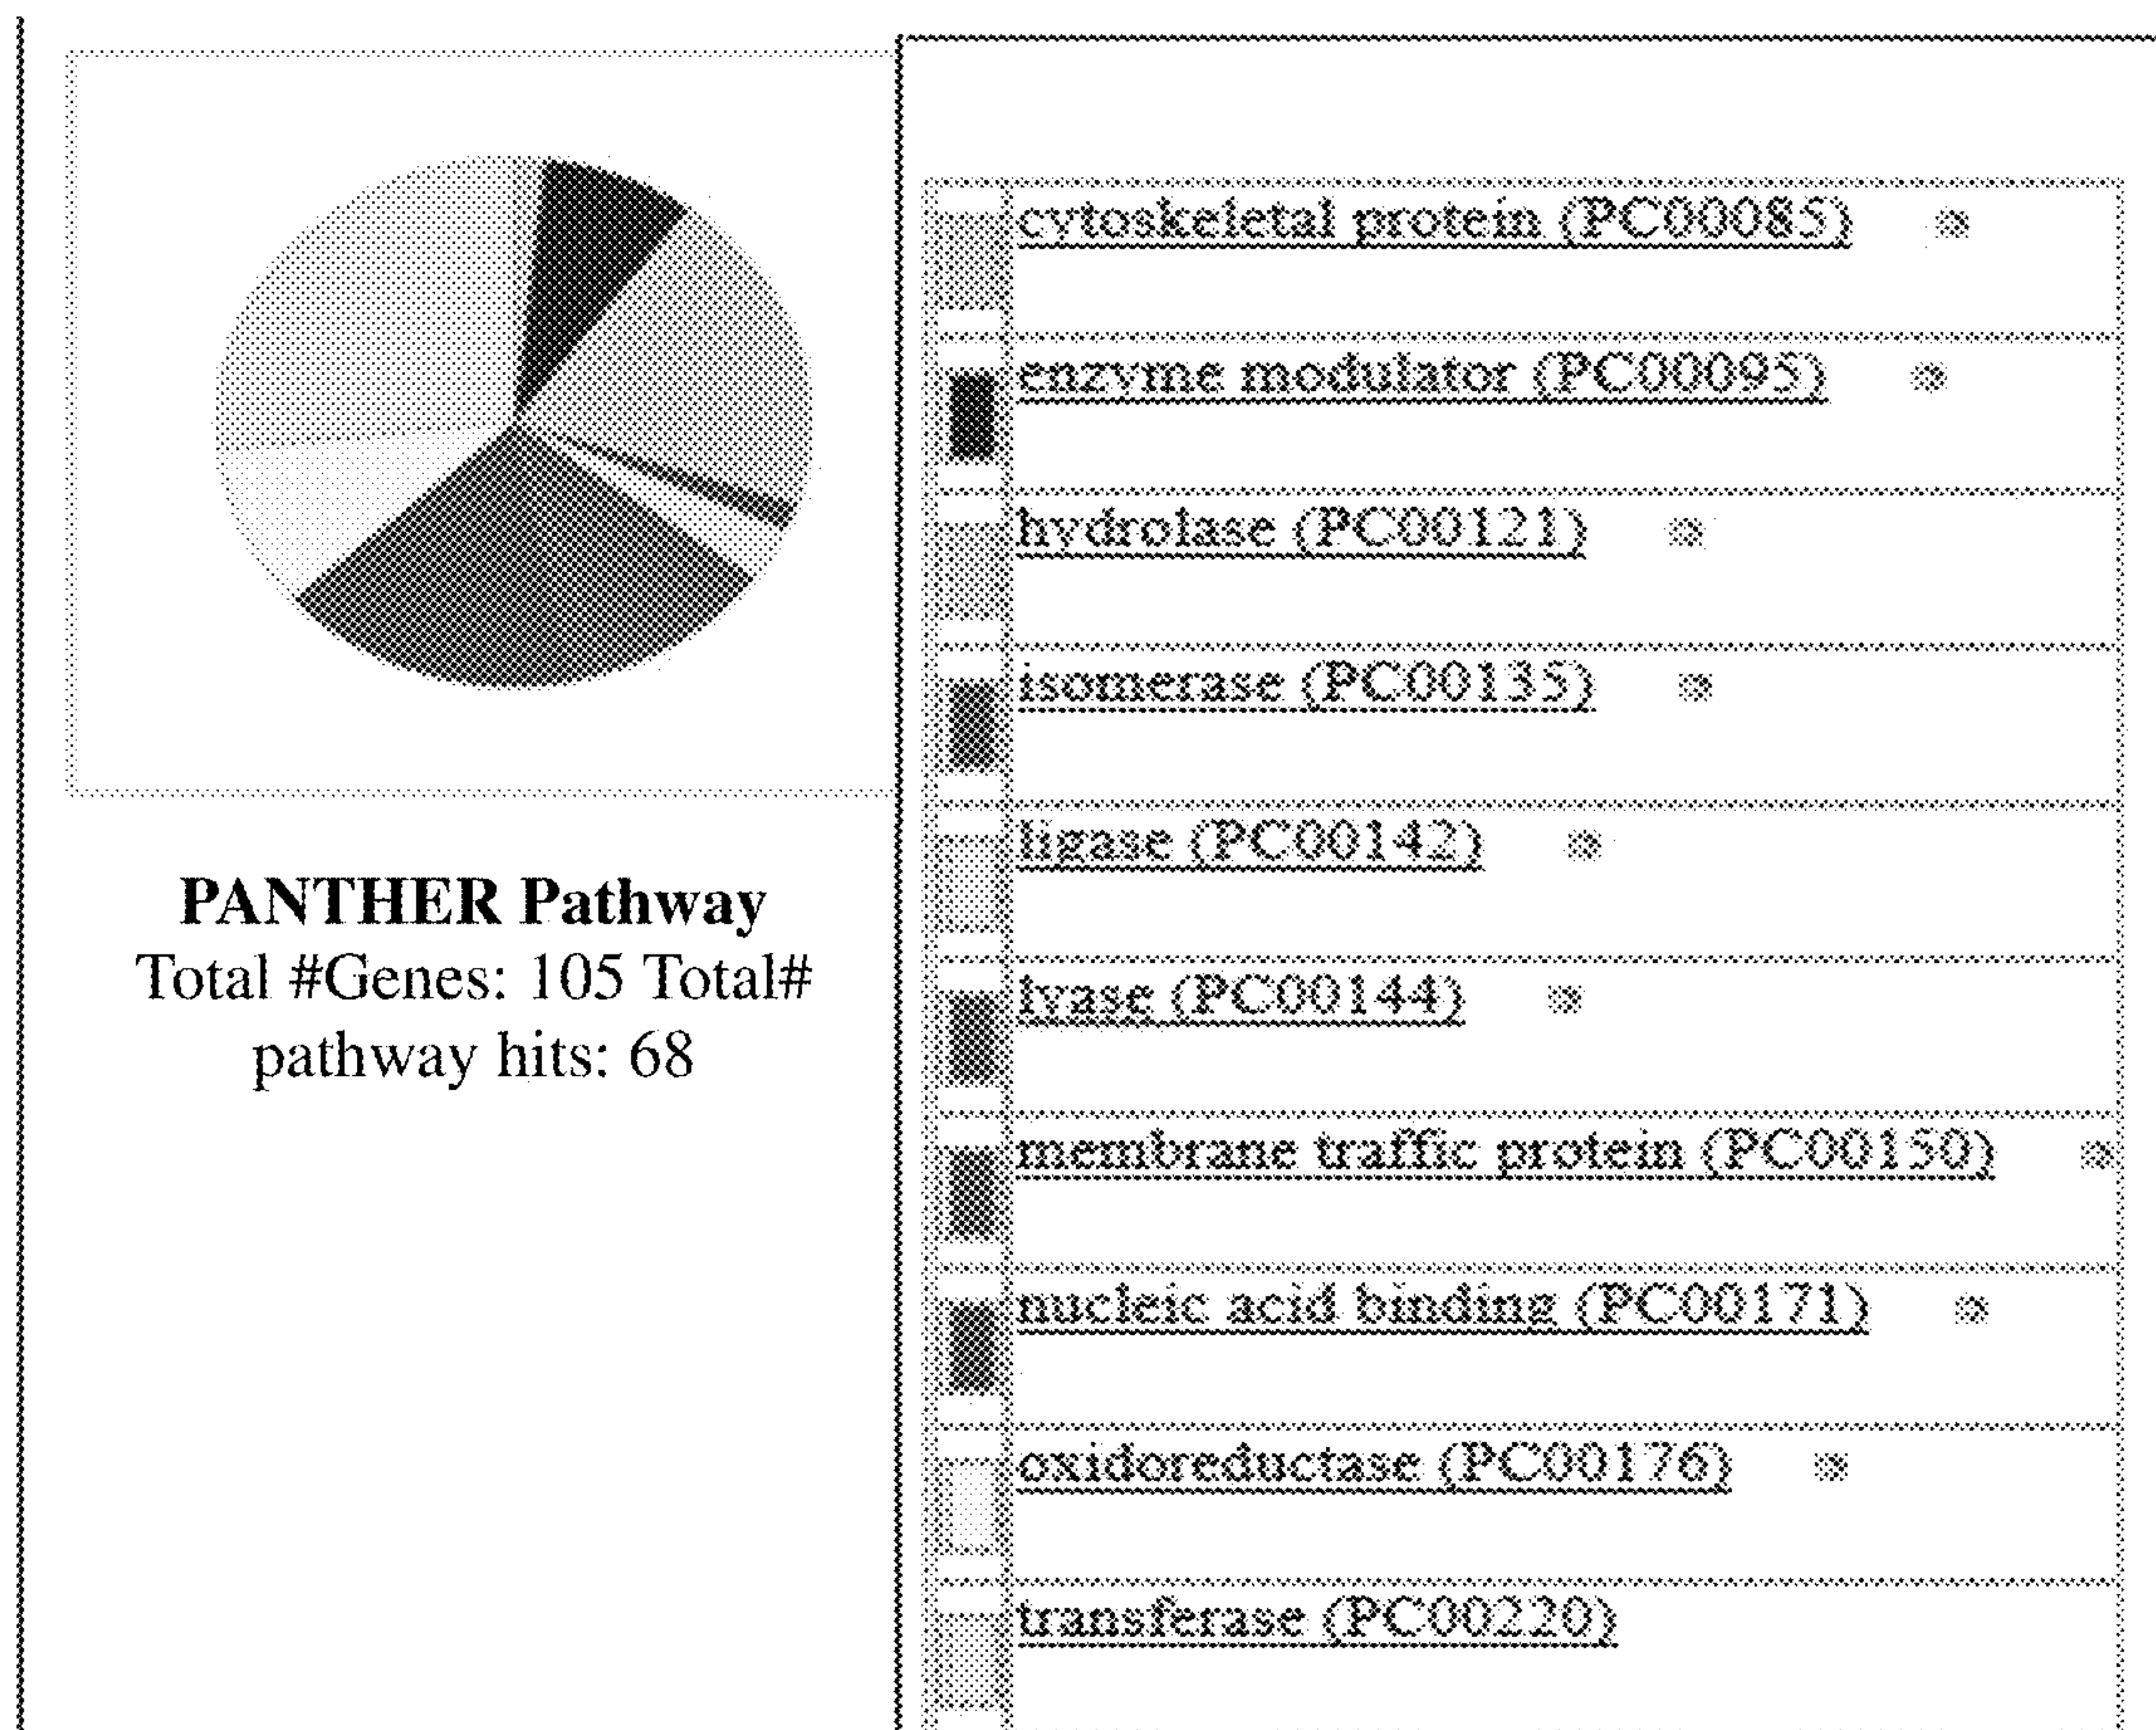 PANTHER Pathway
Total #Genes: 105 Total#
pathway hits: 68
cytoskeletal protein (PC00085)
enzyme modulator (PC00095)
hydrolase (PC00121)
isomerase (PC00135)
ligase (PC00142)
lyase (PC00144)
membrane traffic protein (PC00150)
nucleic acid binding (PC00171)
oxidoreductase (PC00176)
transferase (PC00220)